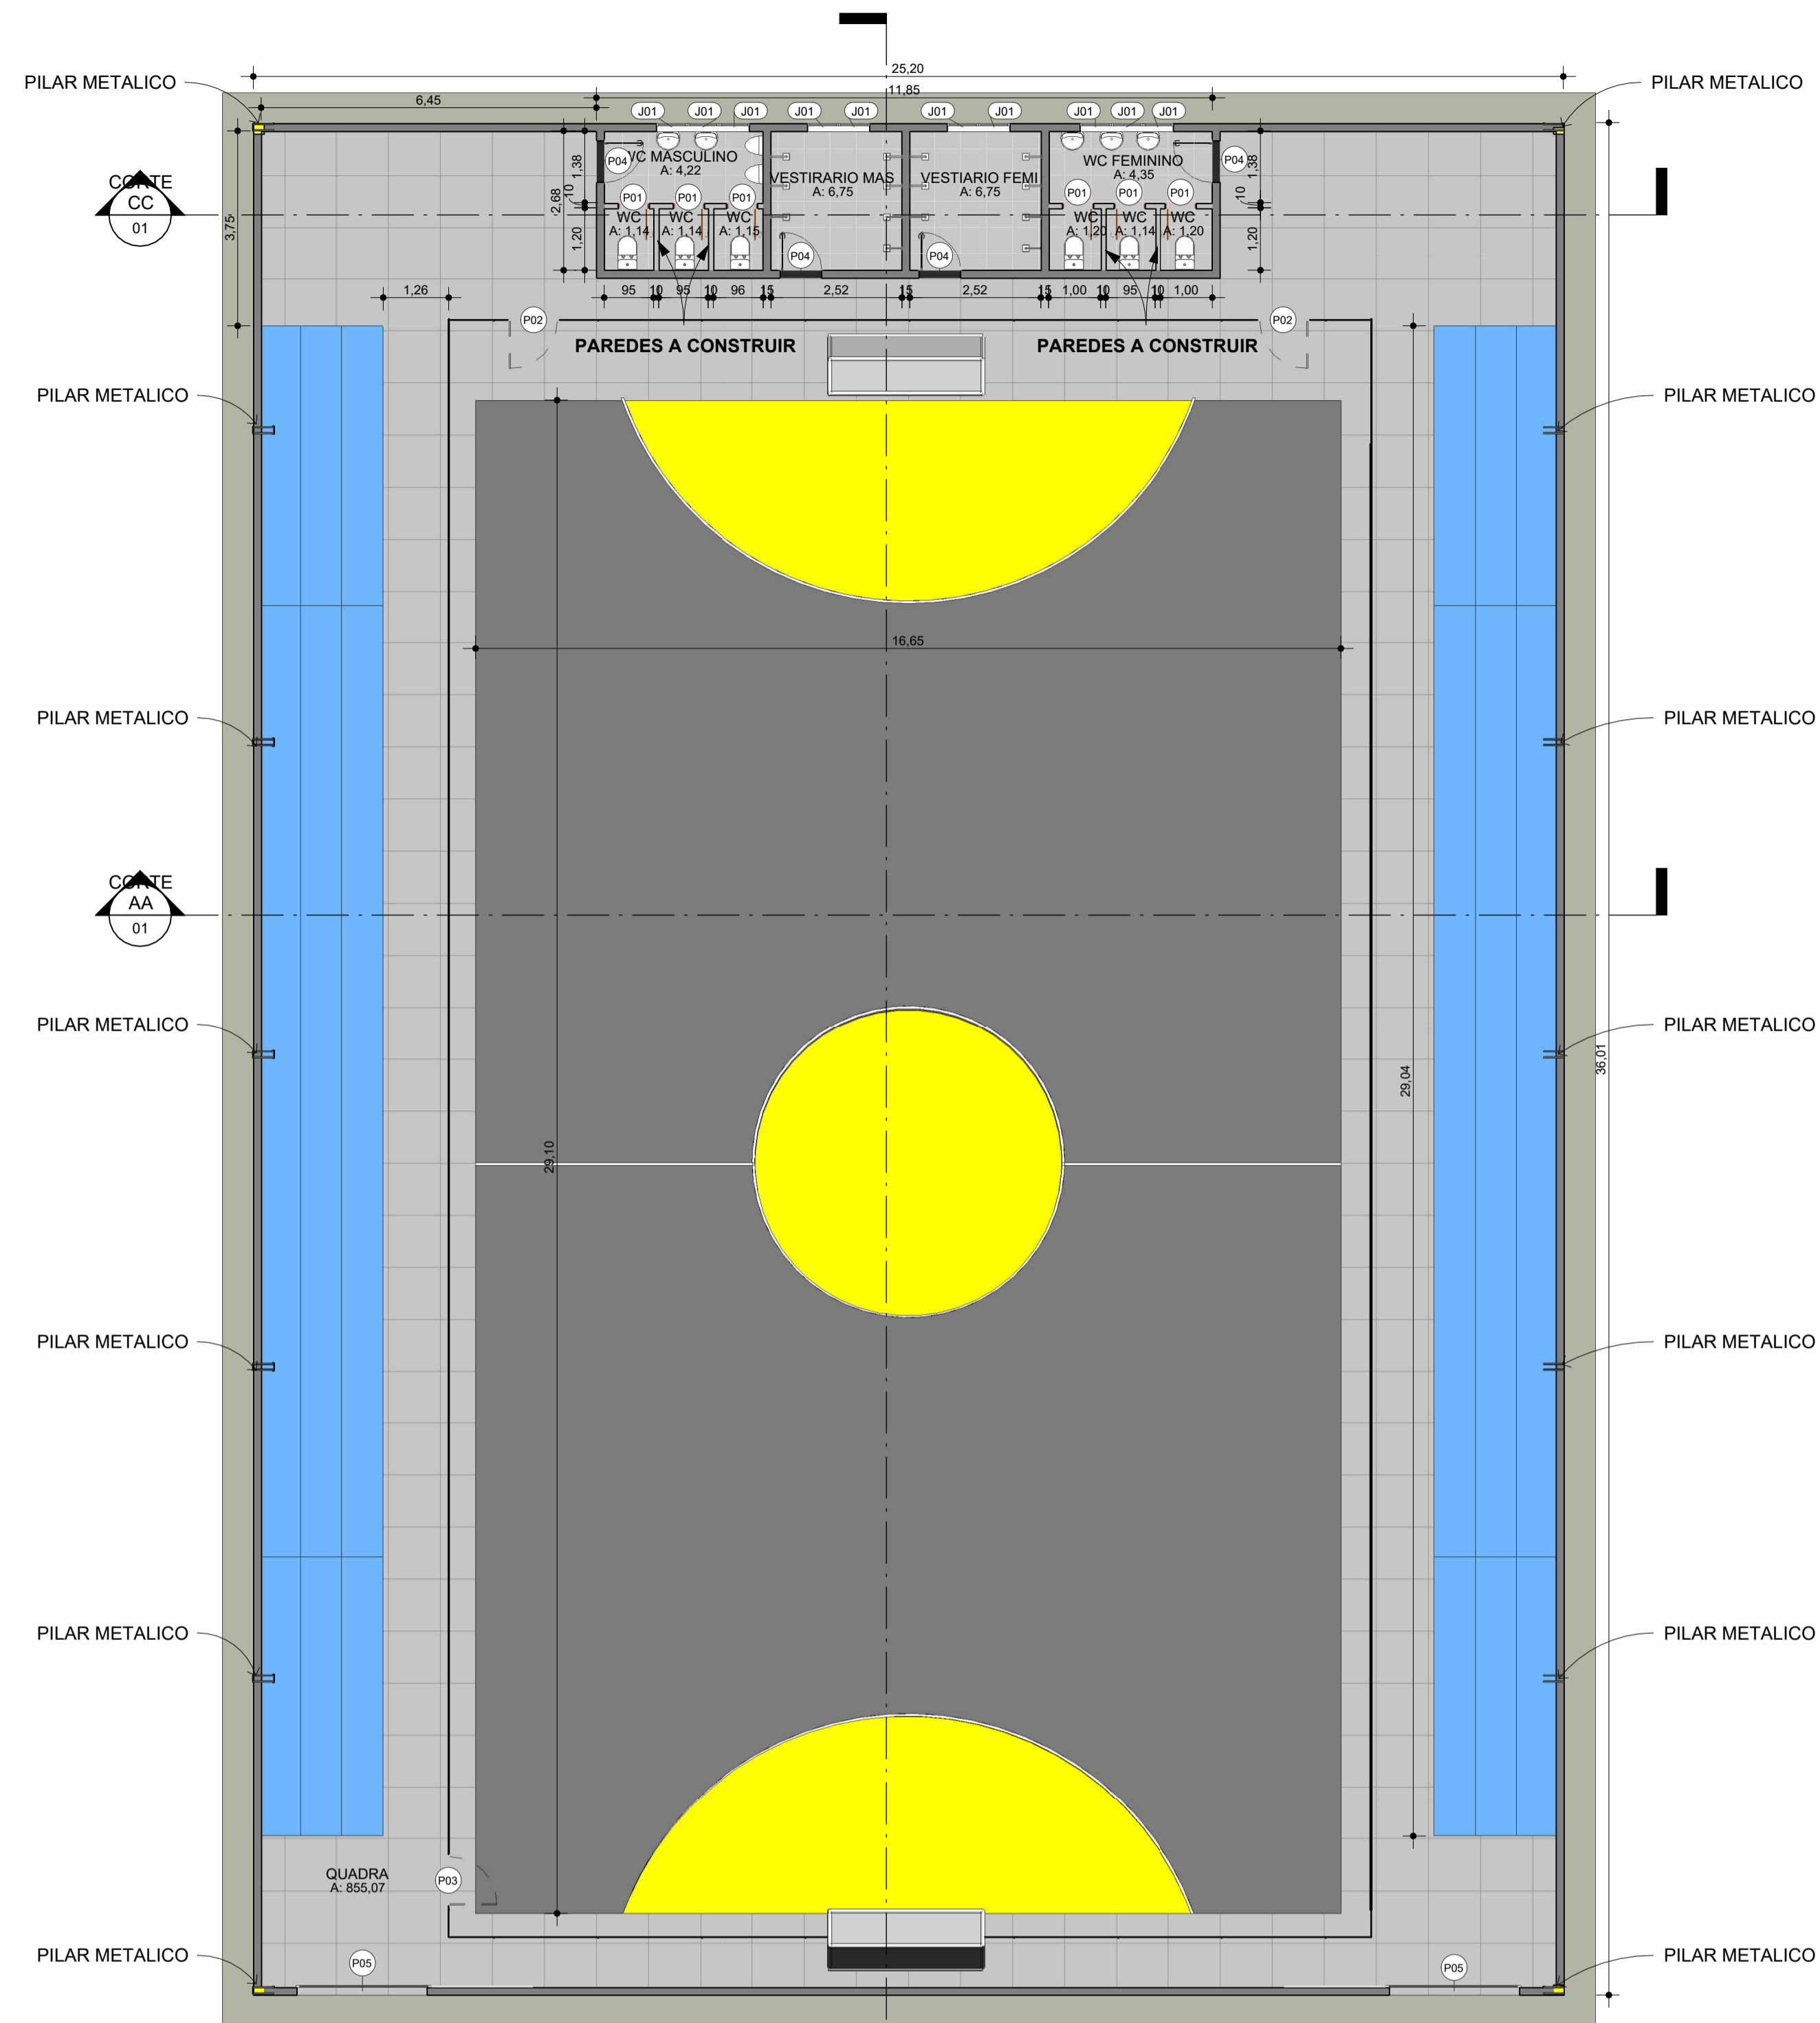 25,20
PILAR METALICO
PILAR METALICO
11,85
6,45
J01 J01 J01 J01 J01 J01 J01 J01 J01 J01
P04 WC MASCULINO
A: 4,22
VESTIRARIO MAS
A: 6,75
VESTIARIO FEMI
A: 6,75
WC FEMININO
A: 4,35
P04
1,38
10
2,68
1,20
1,38
10
1,20
CORTE
CC
01
3,75
P01 P01 P01 P01 P01 P01
WC WC WC WC WC WC
A: 1,14 A: 1,14 A: 1,15 A: 1,20 A: 1,14 A: 1,20
P04 P04
1,26 95 10 95 10 96 15 2,52 15 2,52 15 1,00 10 95 10 1,00
P02 P02
PAREDES A CONSTRUIR PAREDES A CONSTRUIR
PILAR METALICO PILAR METALICO
16,65
PILAR METALICO PILAR METALICO
CORTE
AA
01
PILAR METALICO PILAR METALICO
36,01
29,04
29,10
PILAR METALICO PILAR METALICO
PILAR METALICO PILAR METALICO
QUADRA
A: 855,07
P03
PILAR METALICO PILAR METALICO
P05 P05